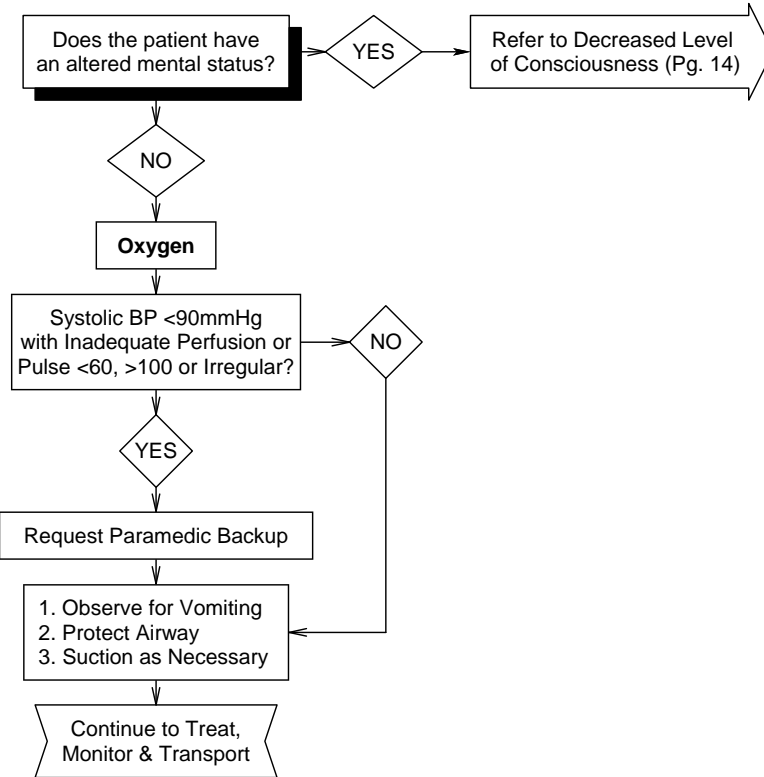 Does the patient have
an altered mental status?
YES
Refer to Decreased Level
of Consciousness (Pg. 14)
NO
Oxygen
Systolic BP <90mmHg
with Inadequate Perfusion or
Pulse <60, >100 or Irregular?
NO
YES
Request Paramedic Backup
1. Observe for Vomiting
2. Protect Airway
3. Suction as Necessary
Continue to Treat,
Monitor & Transport